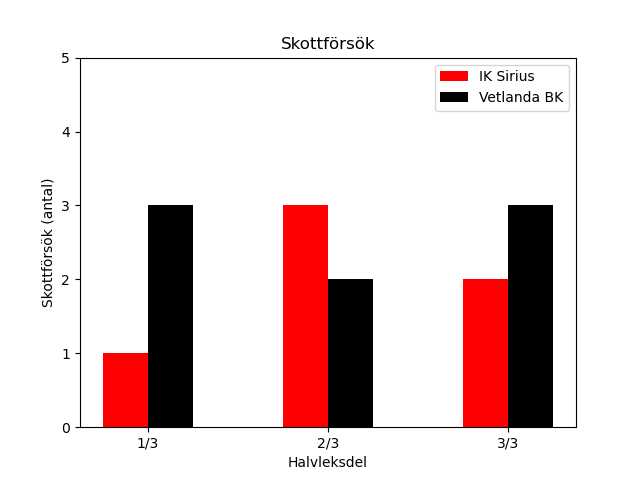 Skottförsök
IK Sirius
Vetlanda BK
Skottförsök (antal)
5
4
3
2
1
0
1/3 2/3 3/3
Halvleksdel